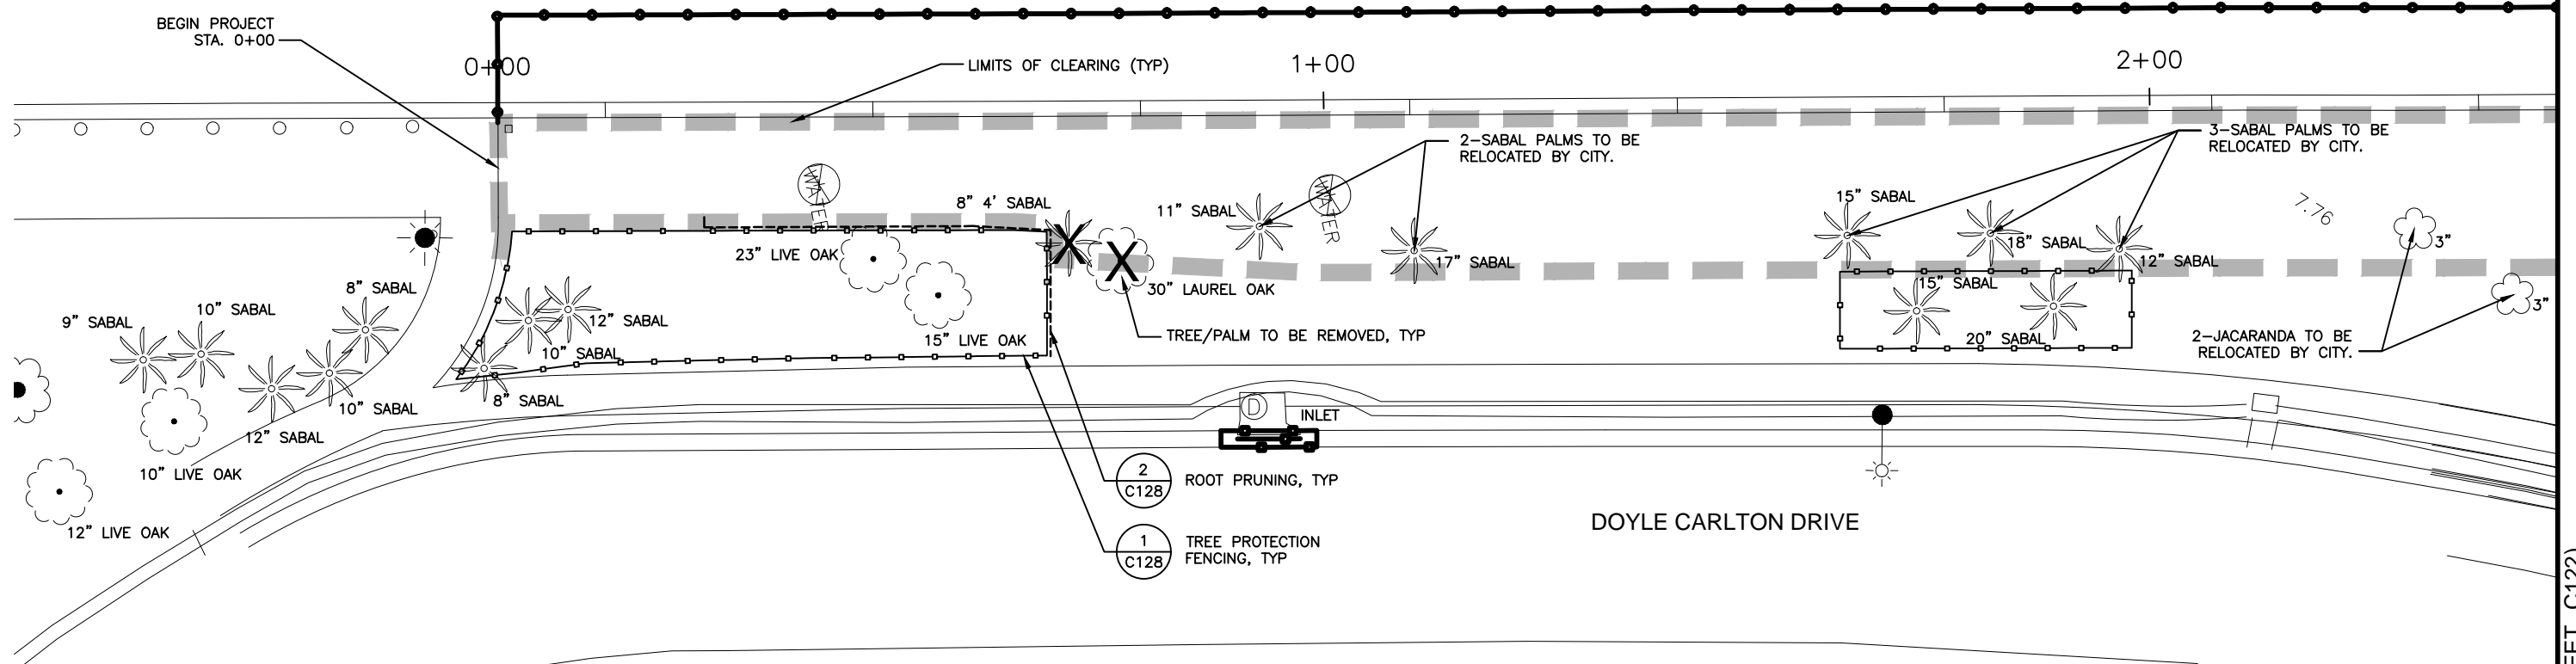 BEGIN PROJECT
STA. 0+00
0+00
LIMITS OF CLEARING (TYP)
1+00
2+00
2-SABAL PALMS TO BE
RELOCATED BY CITY.
3-SABAL PALMS TO BE
RELOCATED BY CITY.
WATER
WATER
8" 4' SABAL
11" SABAL
15" SABAL
7.76
23" LIVE OAK
17" SABAL
18" SABAL
12" SABAL
3"
8" SABAL
10" SABAL
9" SABAL
12" SABAL
30" LAUREL OAK
15" SABAL
3"
10" SABAL
15" LIVE OAK
TREE/PALM TO BE REMOVED, TYP
20" SABAL
2-JACARANDA TO BE
RELOCATED BY CITY.
8" SABAL
10" SABAL
12" SABAL
D
INLET
10" LIVE OAK
2
C128
ROOT PRUNING, TYP
12" LIVE OAK
1
C128
TREE PROTECTION
FENCING, TYP
DOYLE CARLTON DRIVE
C122)